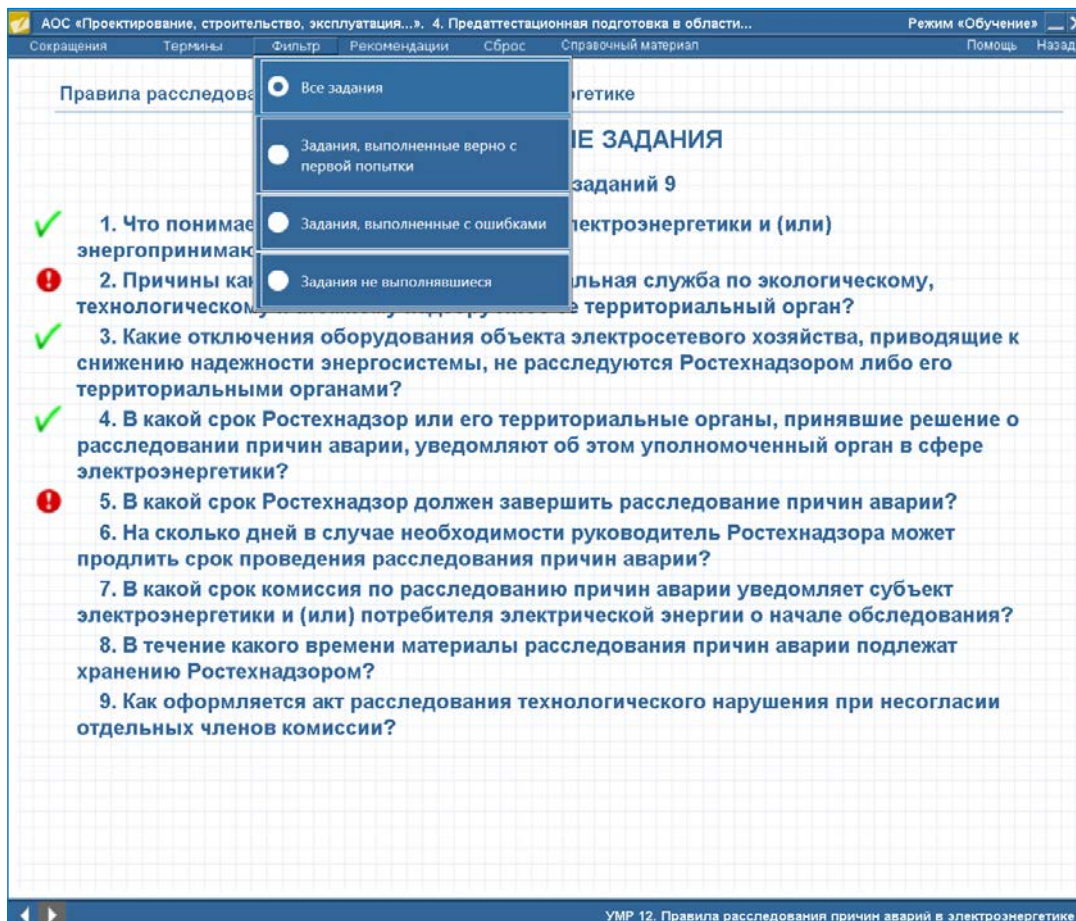 АОС «Проектирование, строительство, эксплуатация...». 4. Предаттестационная подготовка в области... Режим «Обучение»
Сокращения Термины Фильтр Рекомендации Сброс Справочный материал Помощь Назад
Все задания
Задания, выполненные верно с
первой попытки
Задания, выполненные с ошибками
Задания не выполнявшиеся
Правила расследова ргетике
ИЕ ЗАДАНИЯ
заданий 9
1. Что понимае лектроэнергетики и (или)
энергопринимаю
2. Причины как льная служба по экологическому,
технологическом территориальный орган?
3. Какие отключения оборудования объекта электросетевого хозяйства, приводящие к
снижению надежности энергосистемы, не расследуются Ростехнадзором либо его
территориальными органами?
4. В какой срок Ростехнадзор или его территориальные органы, принявшие решение о
расследовании причин аварии, уведомляют об этом уполномоченный орган в сфере
электроэнергетики?
5. В какой срок Ростехнадзор должен завершить расследование причин аварии?
6. На сколько дней в случае необходимости руководитель Ростехнадзора может
продлить срок проведения расследования причин аварии?
7. В какой срок комиссия по расследованию причин аварии уведомляет субъект
электроэнергетики и (или) потребителя электрической энергии о начале обследования?
8. В течение какого времени материалы расследования причин аварии подлежат
хранению Ростехнадзором?
9. Как оформляется акт расследования технологического нарушения при несогласии
отдельных членов комиссии?
УМР 12. Правила расследования причин аварий в электроэнергетике